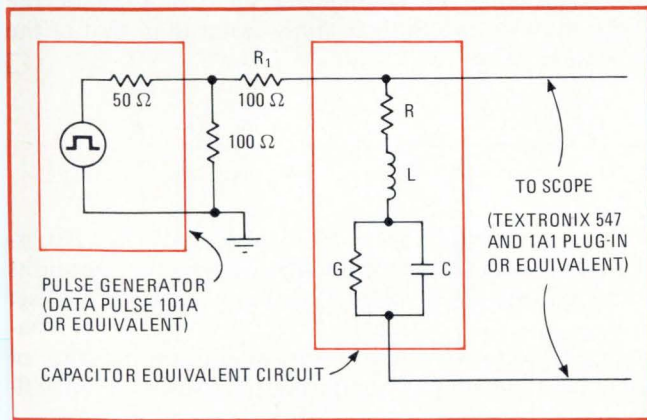 R1
50 Ω
100 Ω
100 Ω
R
L
G
C
TO SCOPE
(TEXTRONIX 547
AND 1A1 PLUG-IN
OR EQUIVALENT)
PULSE GENERATOR
(DATA PULSE 101A
OR EQUIVALENT)
CAPACITOR EQUIVALENT CIRCUIT